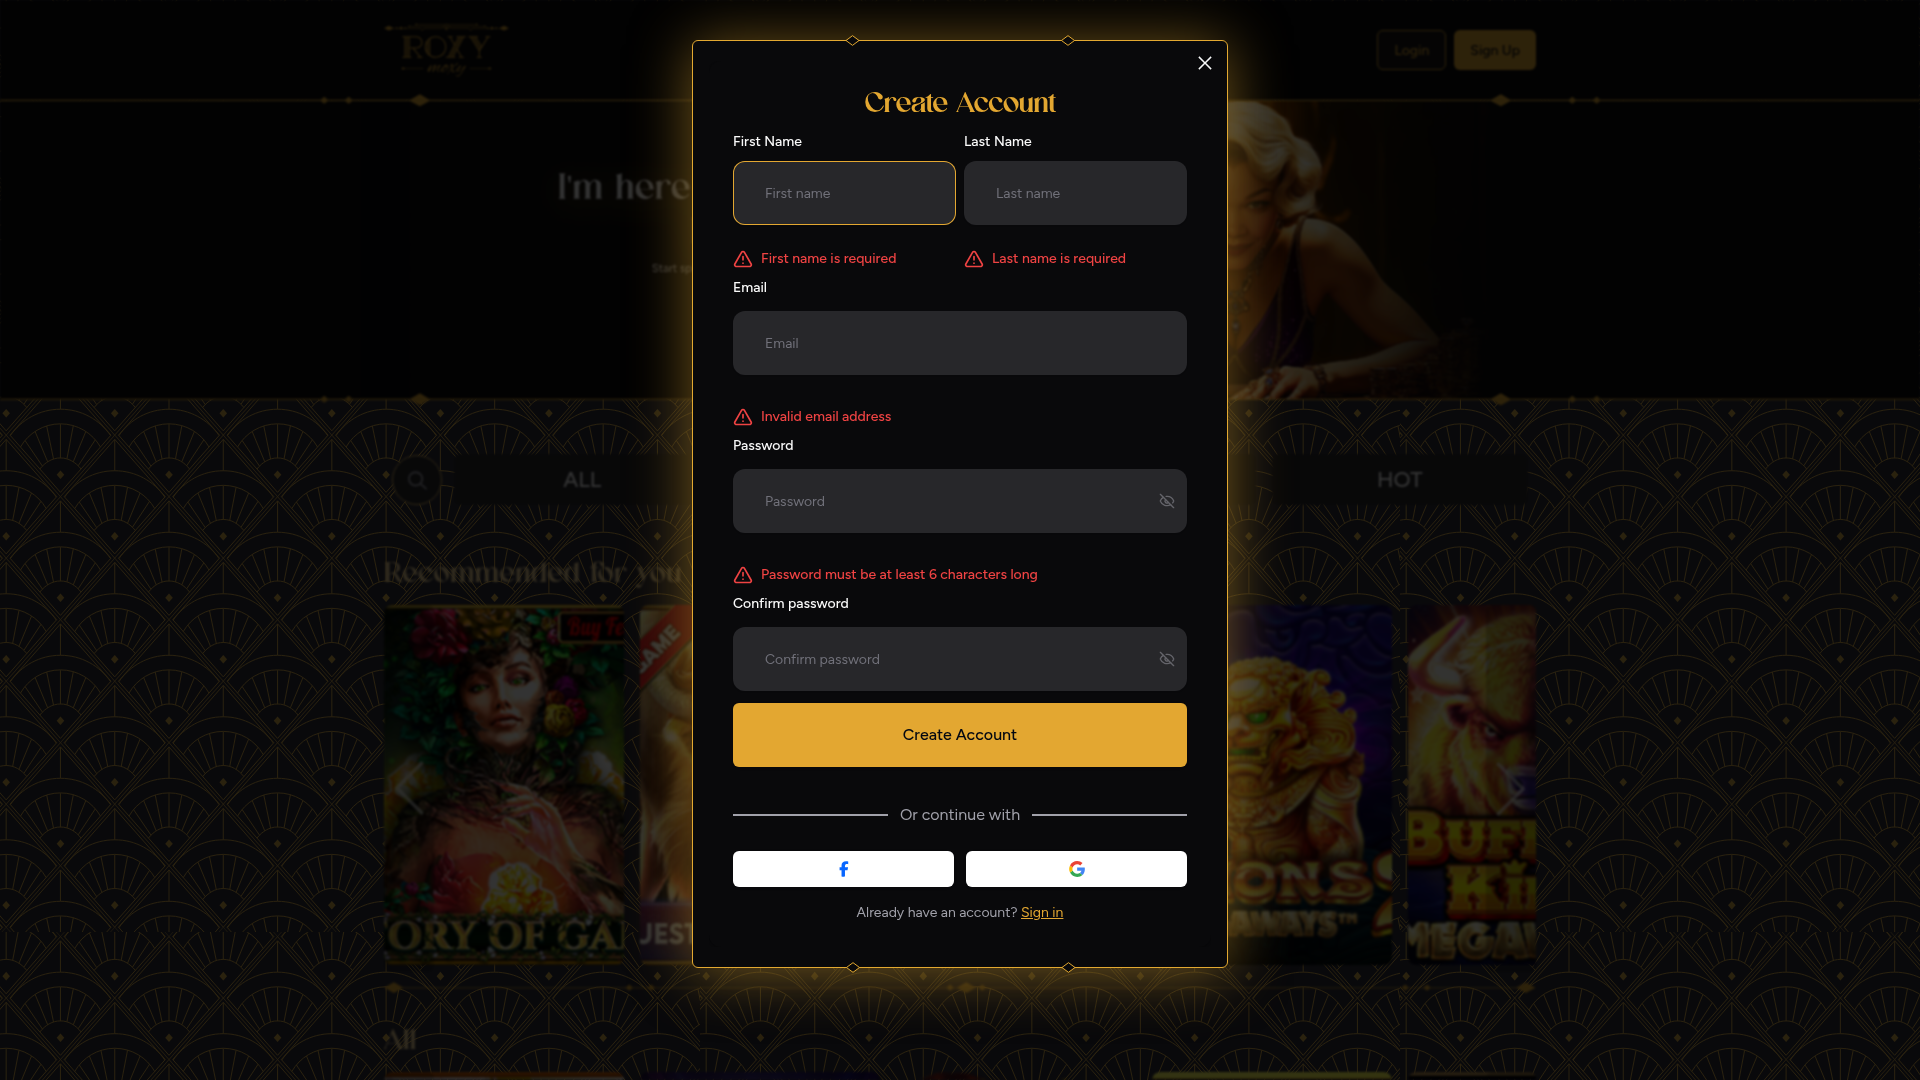 ROXY
moxy
Login
Sign Up
Create Account
First Name
Last Name
First name
Last name
I'm here
First name is required
Last name is required
Email
Email
Invalid email address
Password
ALL
HOT
Password
Recommended for you
Password must be at least 6 characters long
Confirm password
Confirm password
Create Account
Or continue with
Already have an account? Sign in
All